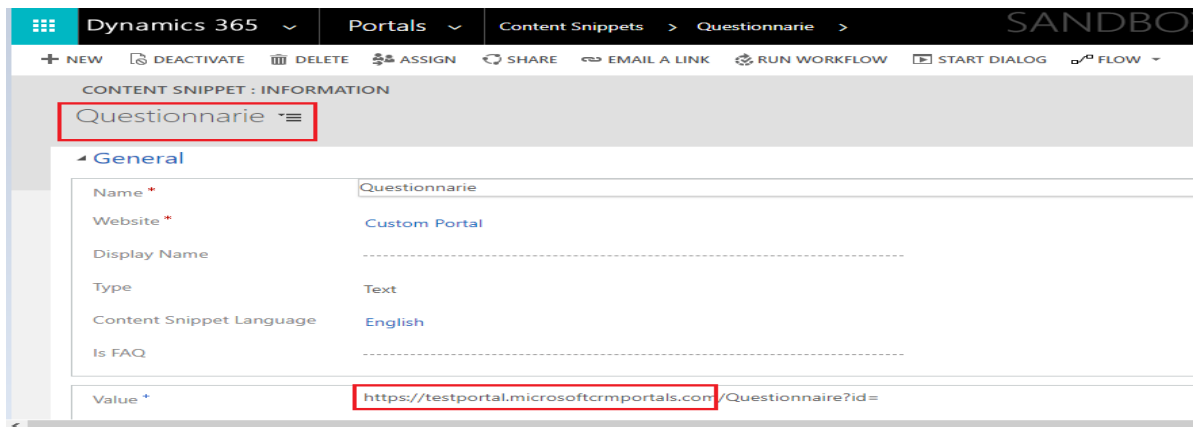 Dynamics 365 Portals Content Snippets > Questionnarie > SANDBO
+ NEW DEACTIVATE DELETE ASSIGN SHARE EMAIL A LINK RUN WORKFLOW START DIALOG FLOW
CONTENT SNIPPET : INFORMATION
Questionnarie
General
Name * Questionnarie
Website * Custom Portal
Display Name
Type Text
Content Snippet Language English
Is FAQ
Value * https://testportal.microsoftcrmportals.com/Questionnaire?id=